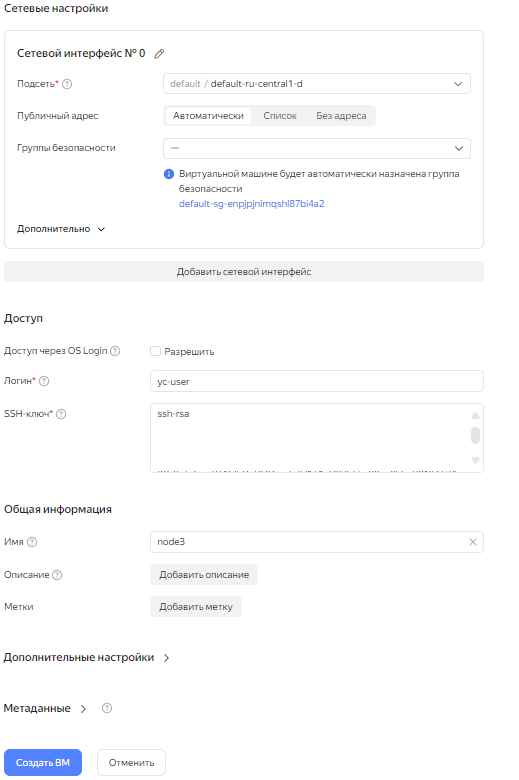 Сетевые настройки
Сетевой интерфейс № 0
Подсеть* default / default-ru-central1-d
Публичный адрес Автоматически Список Без адреса
Группы безопасности —
Виртуальной машине будет автоматически назначена группа
безопасности
default-sg-enpjpjnimqshl87bi4a2
Дополнительно
Добавить сетевой интерфейс
Доступ
Доступ через OS Login Разрешить
Логин* yc-user
SSH-ключ* ssh-rsa
Общая информация
Имя node3
Описание Добавить описание
Метки Добавить метку
Дополнительные настройки
Метаданные
Создать ВМ Отменить